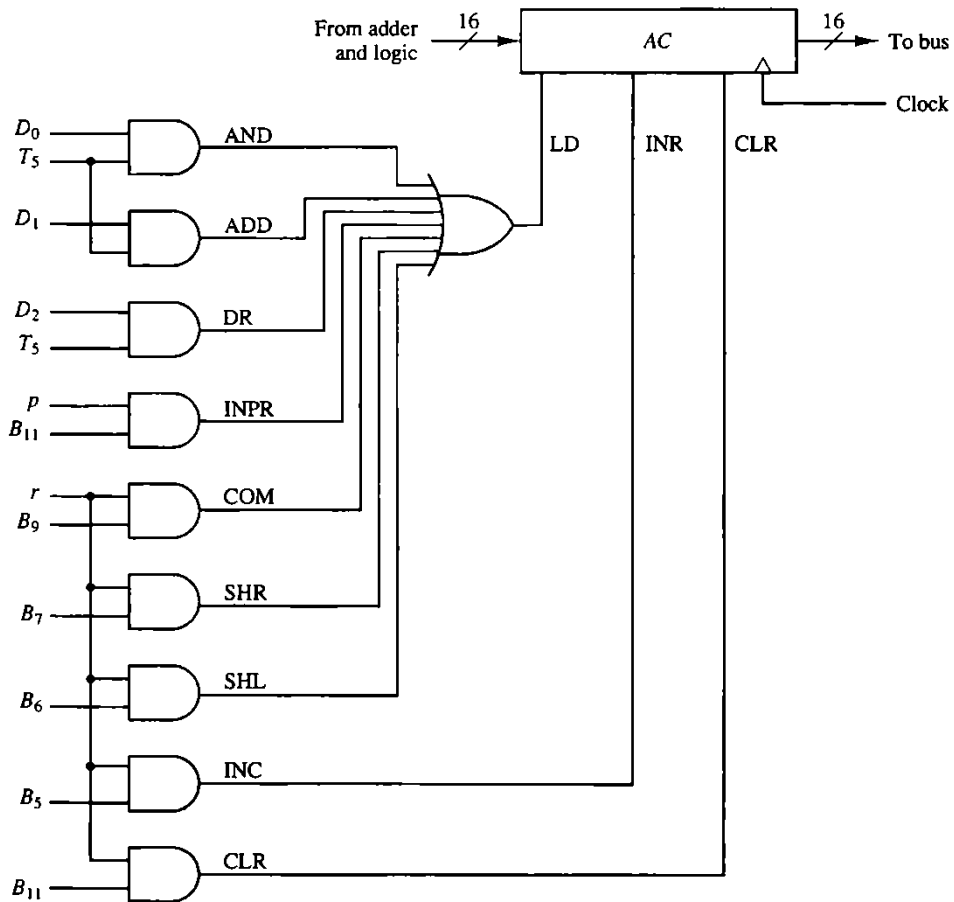 From adder
and logic
16
AC
16
To bus
Clock
LD
INR
CLR
D₀
T₅
AND
D₁
ADD
D₂
T₅
DR
p
B₁₁
INPR
r
B₉
COM
B₇
SHR
B₆
SHL
B₅
INC
B₁₁
CLR